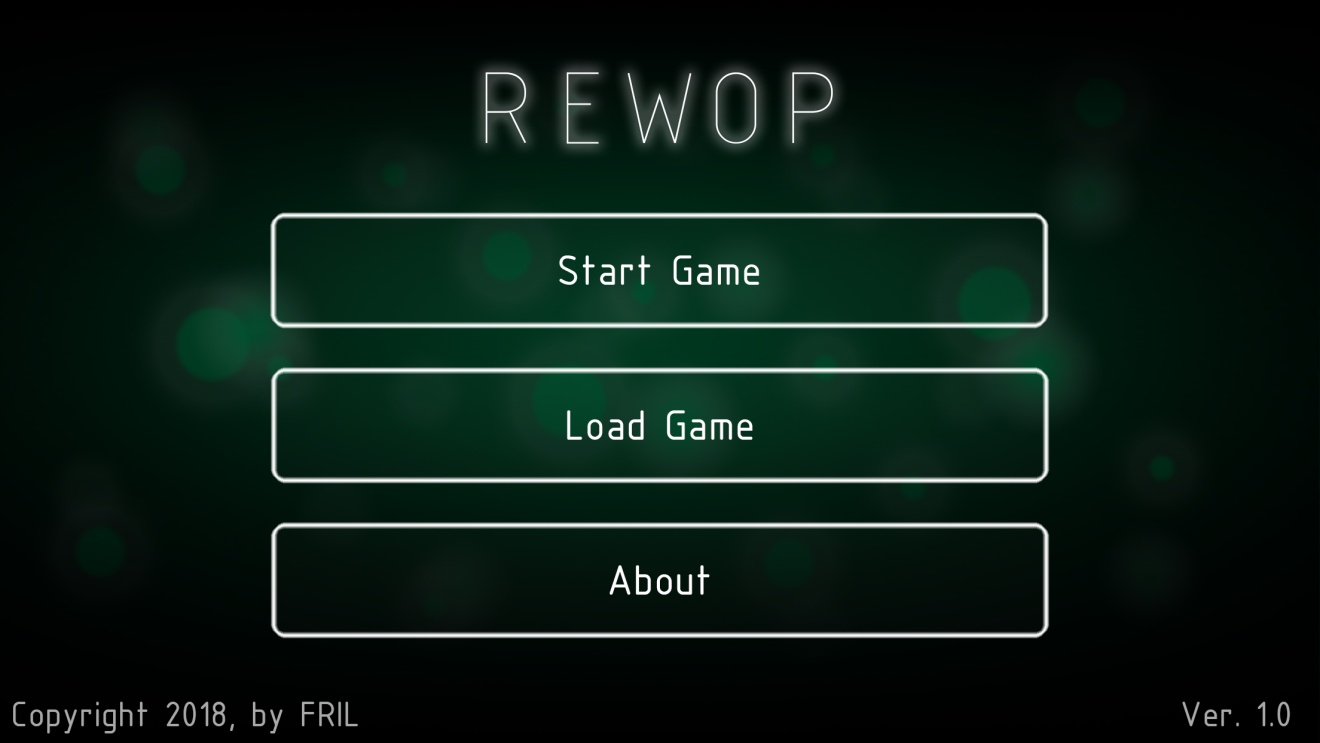 REWOP
Start Game
Load Game
About
Copyright 2018, by FRIL
Ver. 1.0